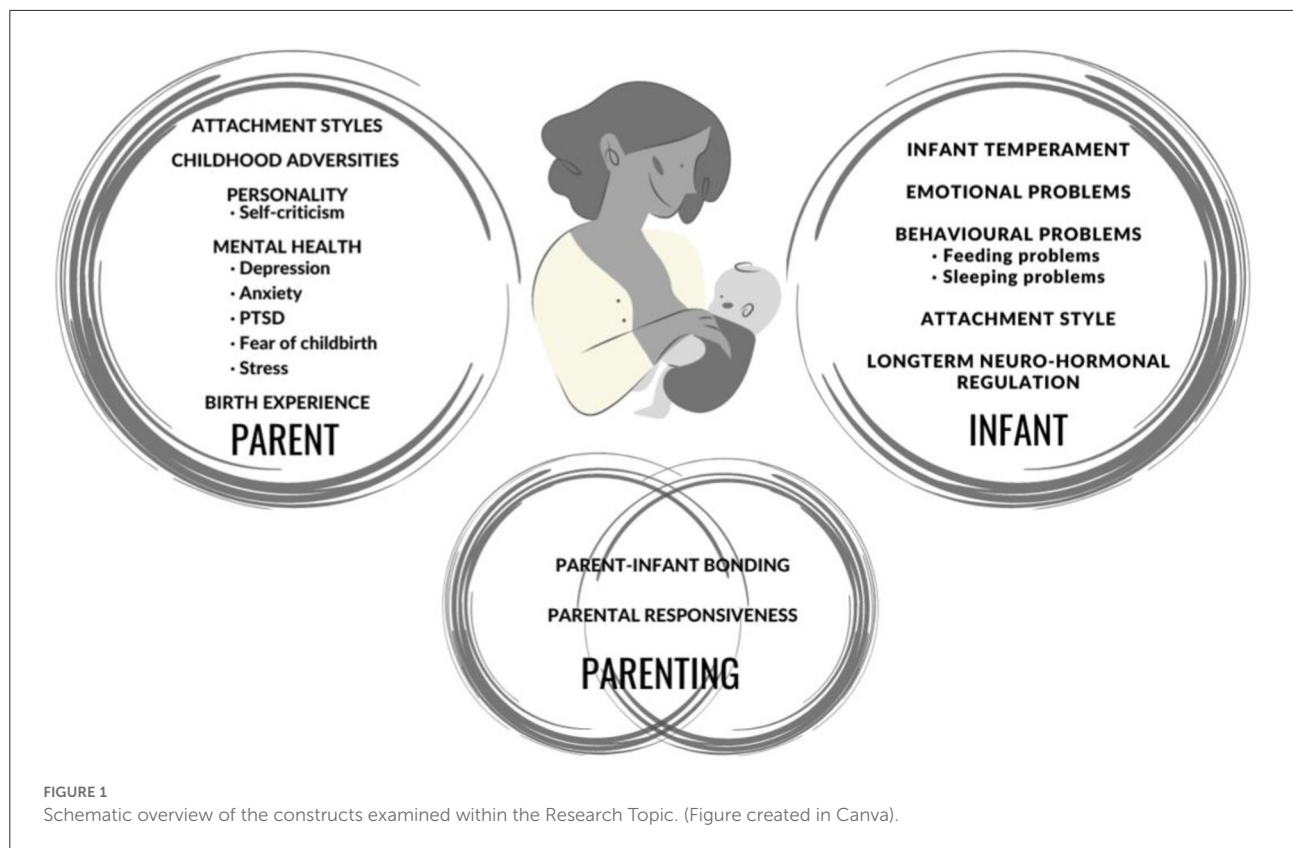 ATTACHMENT STYLES
CHILDHOOD ADVERSITIES
PERSONALITY
· Self-criticism
MENTAL HEALTH
· Depression
· Anxiety
· PTSD
· Fear of childbirth
· Stress
BIRTH EXPERIENCE
PARENT
INFANT TEMPERAMENT
EMOTIONAL PROBLEMS
BEHAVIOURAL PROBLEMS
· Feeding problems
· Sleeping problems
ATTACHMENT STYLE
LONGTERM NEURO-HORMONAL
REGULATION
INFANT
PARENT-INFANT BONDING
PARENTAL RESPONSIVENESS
PARENTING
FIGURE 1
Schematic overview of the constructs examined within the Research Topic. (Figure created in Canva).